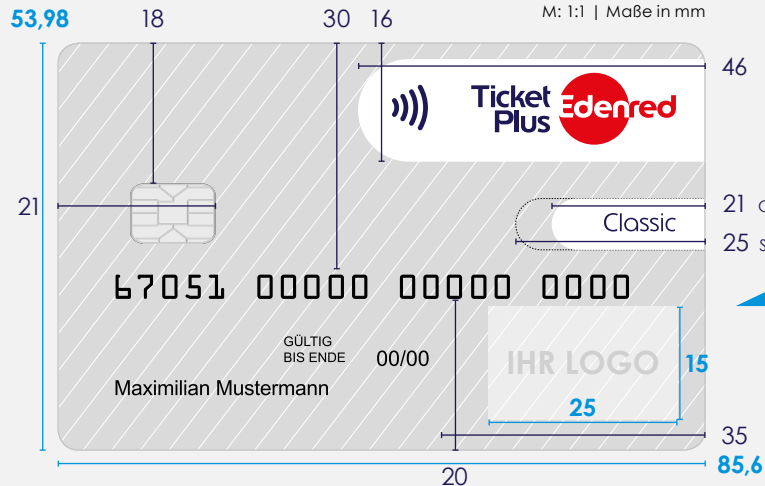 53,98
18
30
16
M: 1:1 | Maße in mm
46
Ticket
Plus
Edenred
21
21
Classic
25
67051 00000 00000 0000
GÜLTIG
BIS ENDE
00/00
IHR LOGO
15
Maximilian Mustermann
25
35
20
85,6